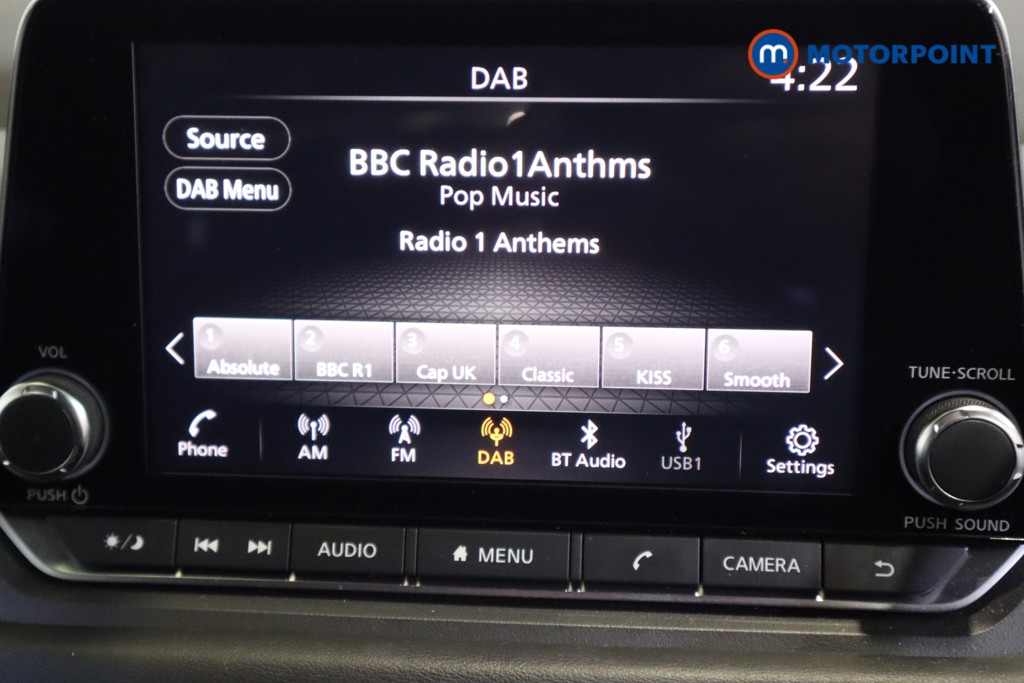 m MOTORPOINT
DAB 4:22
Source
DAB Menu
BBC Radio1Anthms
Pop Music
Radio 1 Anthems
1 2 3 4 5 6
Absolute BBC R1 Cap UK Classic KISS Smooth
VOL
TUNE·SCROLL
Phone AM FM DAB BT Audio USB1 Settings
PUSH
PUSH SOUND
AUDIO MENU CAMERA